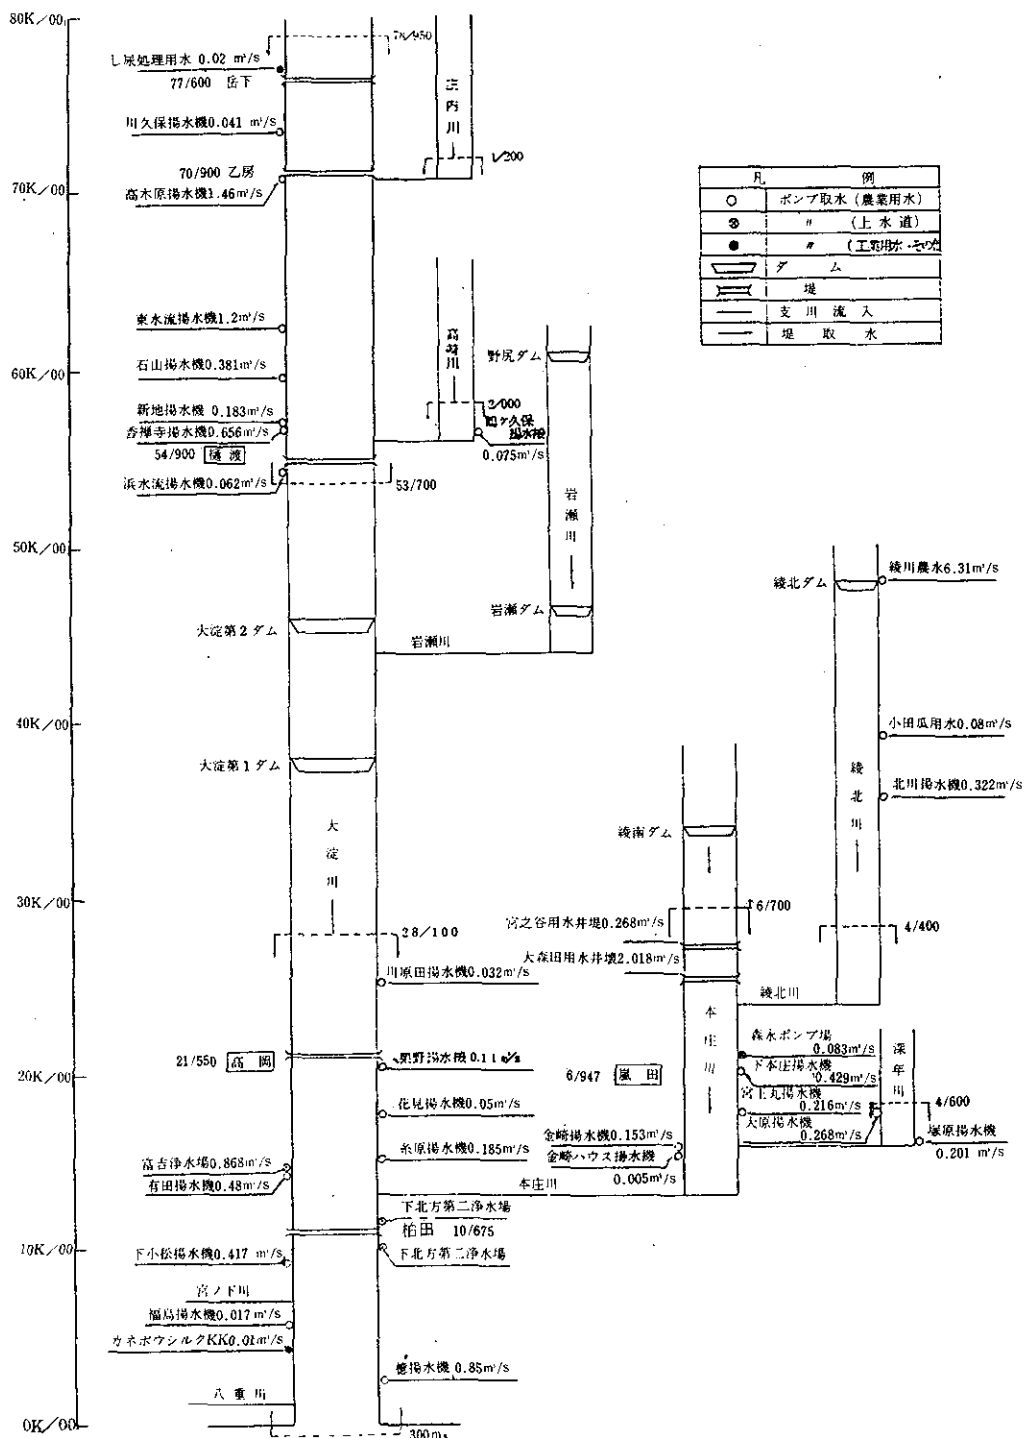 80K/00
78/950
し尿処理用水 0.02 m³/s
77/600 岳下
川久保揚水機0.041 m³/s
庄内川
1/200
70/900 乙房
70K/00
高木原揚水機1.46m³/s
凡 例
ポンプ取水 (農業用水)
〃 (上水道)
〃 (工業用水・その他
ダ ム
堰
支川流入
堰取水
東水流揚水機1.2m³/s
高崎川
野尻ダム
石山揚水機0.381m³/s
60K/00
新地揚水機 0.183m³/s
2/000
香禅寺揚水機0.656m³/s
揚水機
0.075m³/s
54/900 樋渡
浜水流揚水機0.062m³/s
53/700
岩瀬川
50K/00
綾北ダム
綾川農水6.31m³/s
岩瀬ダム
大淀第2ダム
岩瀬川
40K/00
小田瓜用水0.08m³/s
大淀第1ダム
綾北川
北川揚水機0.322m³/s
大淀川
綾南ダム
30K/00
6/700
宮之谷用水井堰0.268m³/s
28/100
4/400
大森田用水井堰2.018m³/s
川原田揚水機0.032m³/s
綾北川
本庄川
森永ポンプ場
0.083m³/s
深年川
21/550 高岡
6/947 嵐田
下本庄揚水機
0.429m³/s
20K/00
花見揚水機0.05m³/s
宮王丸揚水機
0.216m³/s
4/600
大原揚水機
0.268m³/s
塚原揚水機
0.201 m³/s
糸原揚水機0.185m³/s
金崎揚水機0.153m³/s
金崎ハウス揚水機
0.005m³/s
富吉浄水場0.868m³/s
有田揚水機0.48m³/s
本庄川
下北方第二浄水場
柏田 10/675
10K/00
下小松揚水機0.417 m³/s
下北方第二浄水場
宮ノ下川
福島揚水機0.017m³/s
カネボウシルクKK0.01m³/s
揚水機0.85m³/s
八重川
0K/00